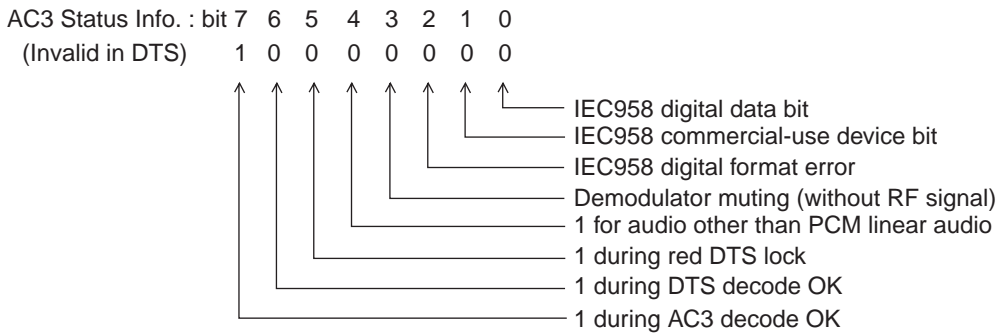 AC3 Status Info. : bit 7 6 5 4 3 2 1 0
(Invalid in DTS) 1 0 0 0 0 0 0 0
IEC958 digital data bit
IEC958 commercial-use device bit
IEC958 digital format error
Demodulator muting (without RF signal)
1 for audio other than PCM linear audio
1 during red DTS lock
1 during DTS decode OK
1 during AC3 decode OK